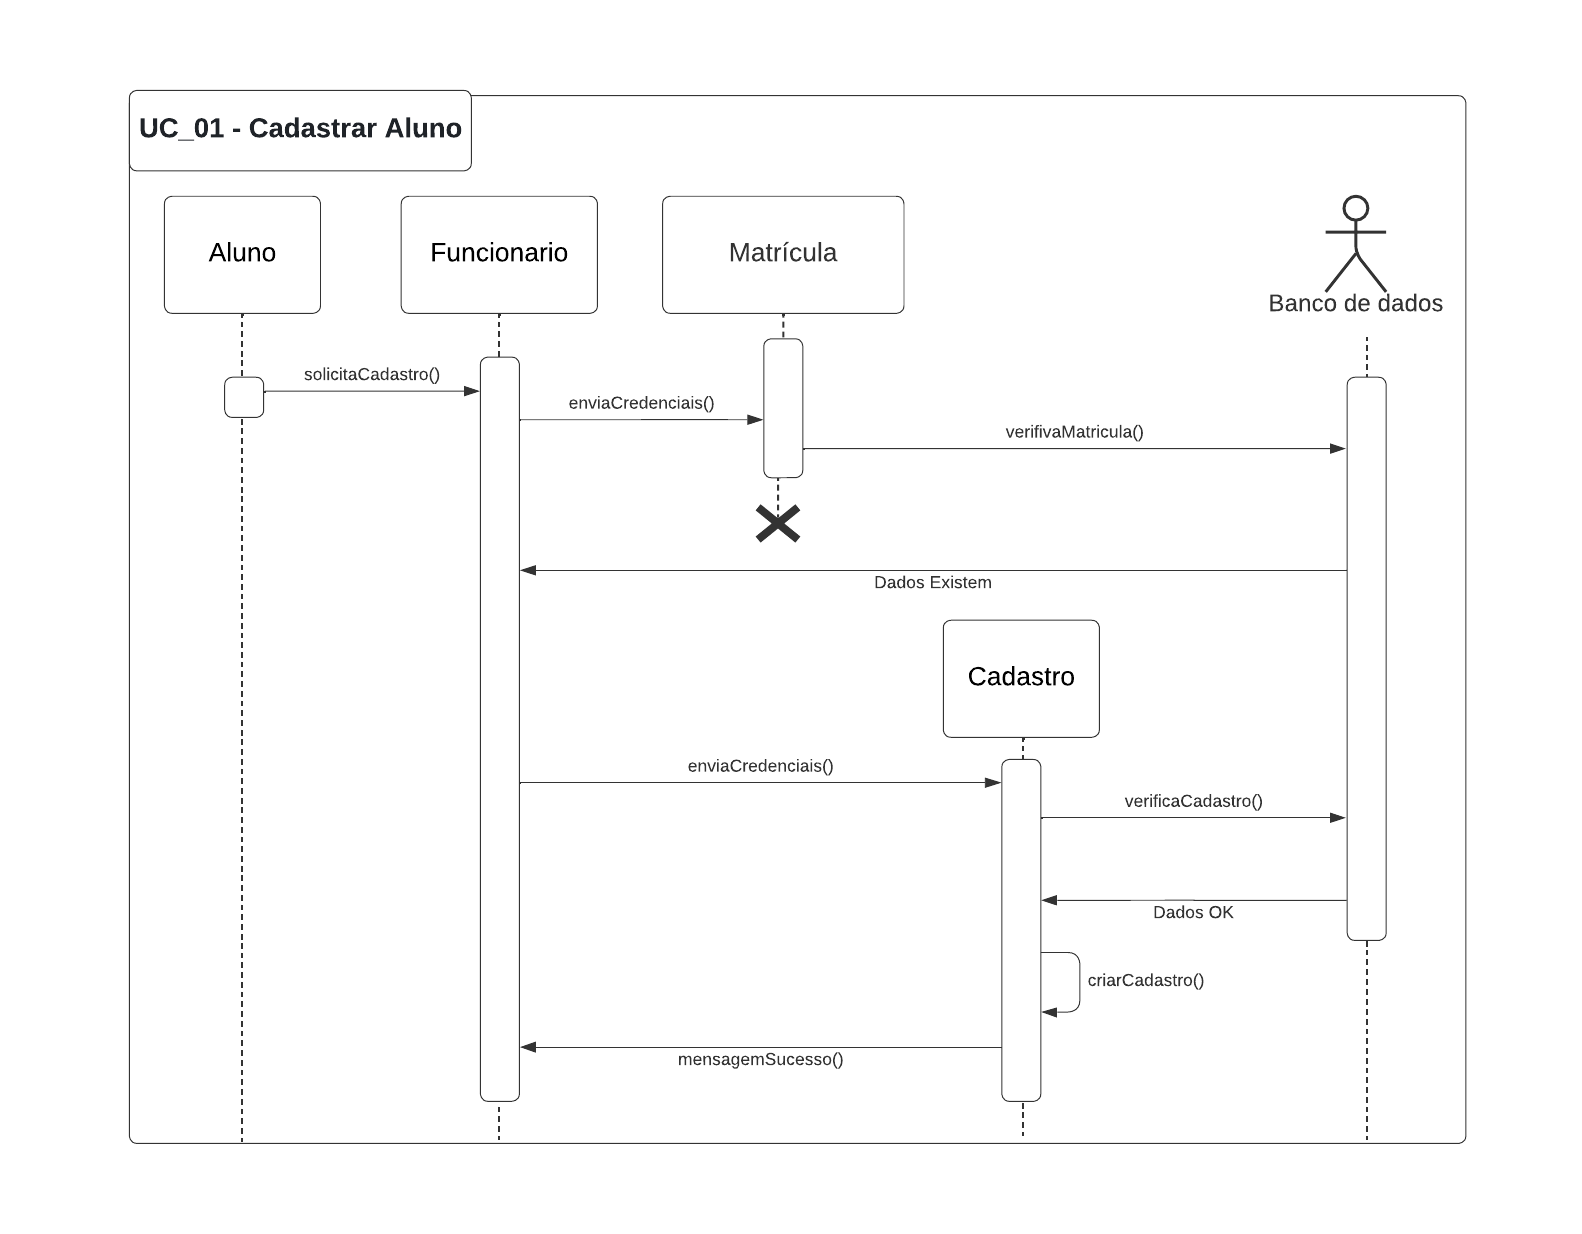 UC_01 - Cadastrar Aluno
Aluno
Funcionario
Matrícula
Banco de dados
solicitaCadastro()
enviaCredenciais()
verifivaMatricula()
Dados Existem
Cadastro
enviaCredenciais()
verificaCadastro()
Dados OK
criarCadastro()
mensagemSucesso()